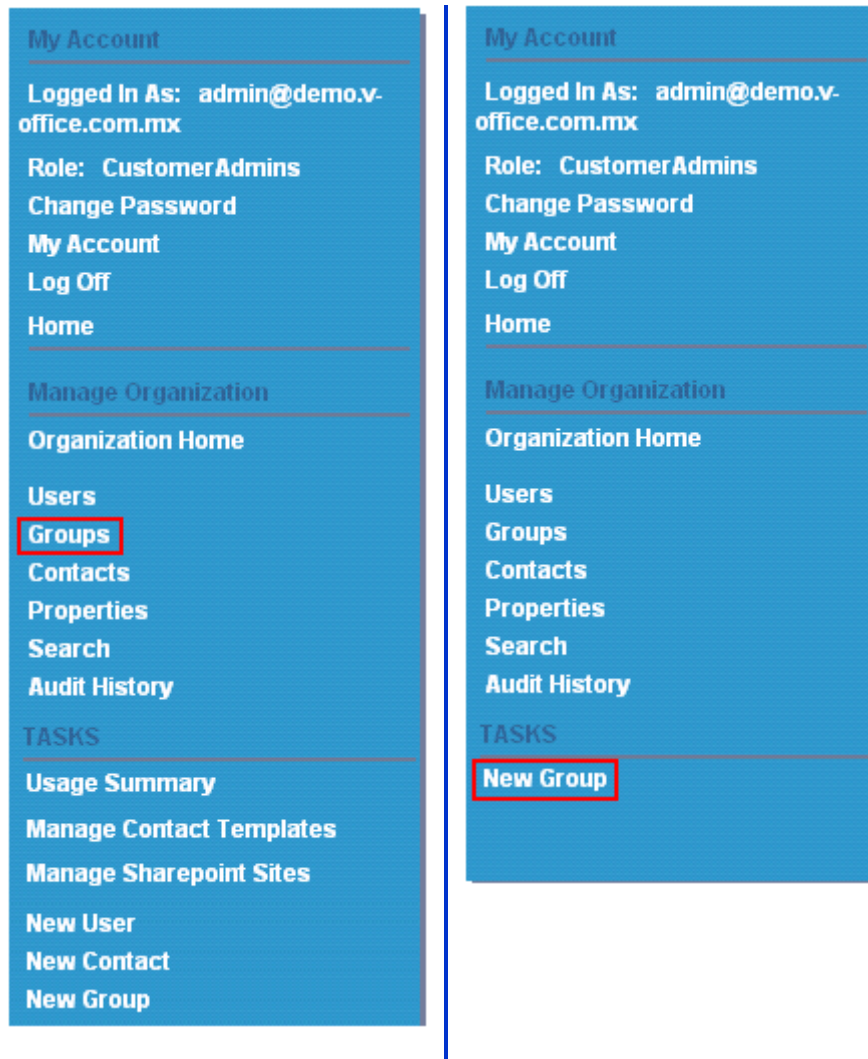 My Account
Logged In As: admin@demo.v-
office.com.mx
Role: CustomerAdmins
Change Password
My Account
Log Off
Home
Manage Organization
Organization Home
Users
Groups
Contacts
Properties
Search
Audit History
TASKS
Usage Summary
Manage Contact Templates
Manage Sharepoint Sites
New User
New Contact
New Group
My Account
Logged In As: admin@demo.v-
office.com.mx
Role: CustomerAdmins
Change Password
My Account
Log Off
Home
Manage Organization
Organization Home
Users
Groups
Contacts
Properties
Search
Audit History
TASKS
New Group